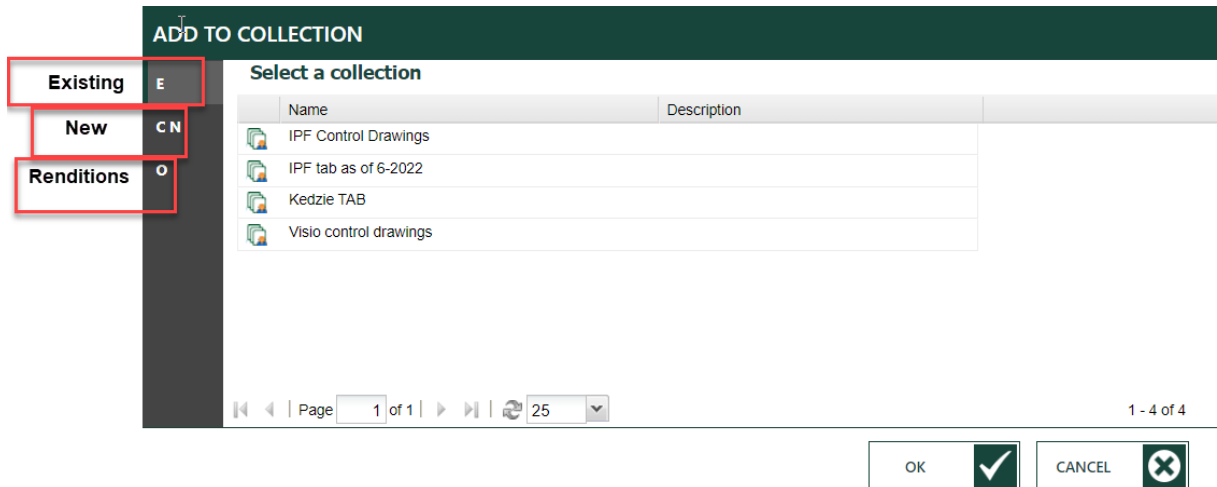 ADD TO COLLECTION
Existing E
Select a collection
Name Description
New C N
IPF Control Drawings
Renditions O
IPF tab as of 6-2022
Kedzie TAB
Visio control drawings
Page 1 of 1 25 1 - 4 of 4
OK CANCEL